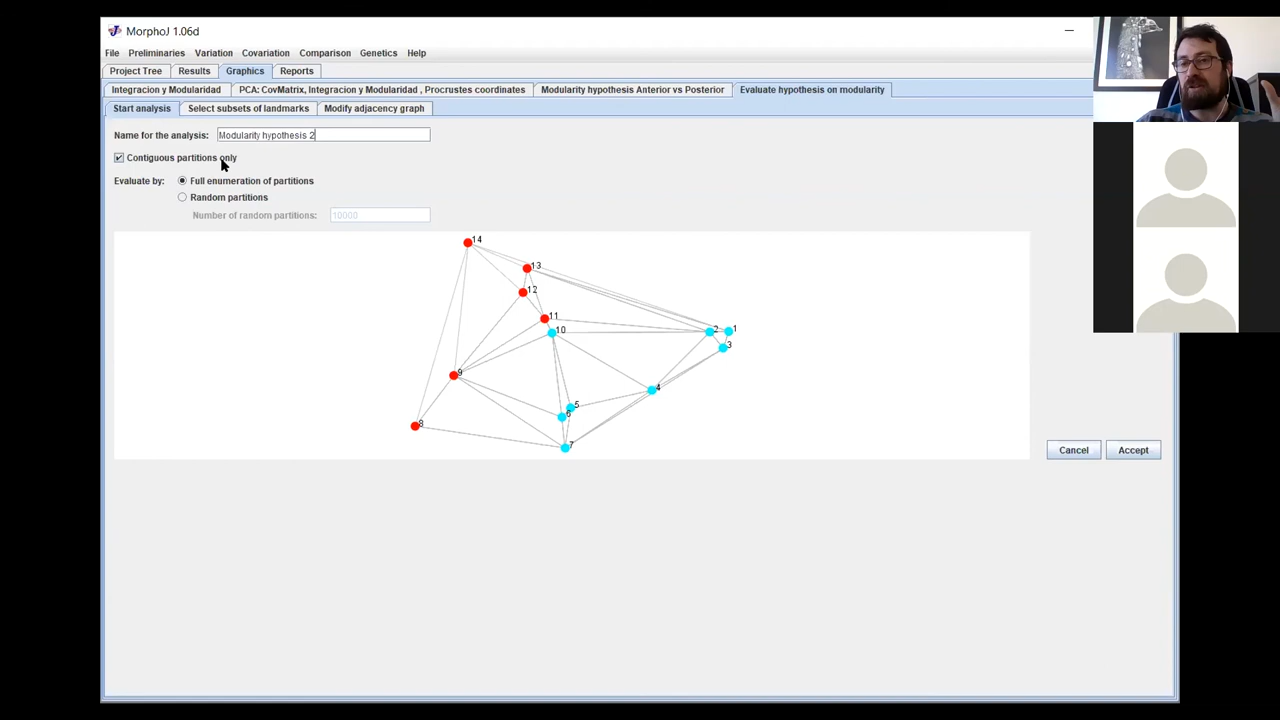 MorphoJ 1.06d
File Preliminaries Variation Covariation Comparison Genetics Help
Project Tree Results Graphics Reports
Integracion y Modularidad PCA: CovMatrix, Integracion y Modularidad , Procrustes coordinates Modularity hypothesis Anterior vs Posterior Evaluate hypothesis on modularity
Start analysis Select subsets of landmarks Modify adjacency graph
Name for the analysis: Modularity hypothesis 2
Contiguous partitions only
Evaluate by: Full enumeration of partitions
Random partitions
Number of random partitions: 10000
14
13
12
11
10
2 1
3
9
4
5
6
8
7
Cancel Accept